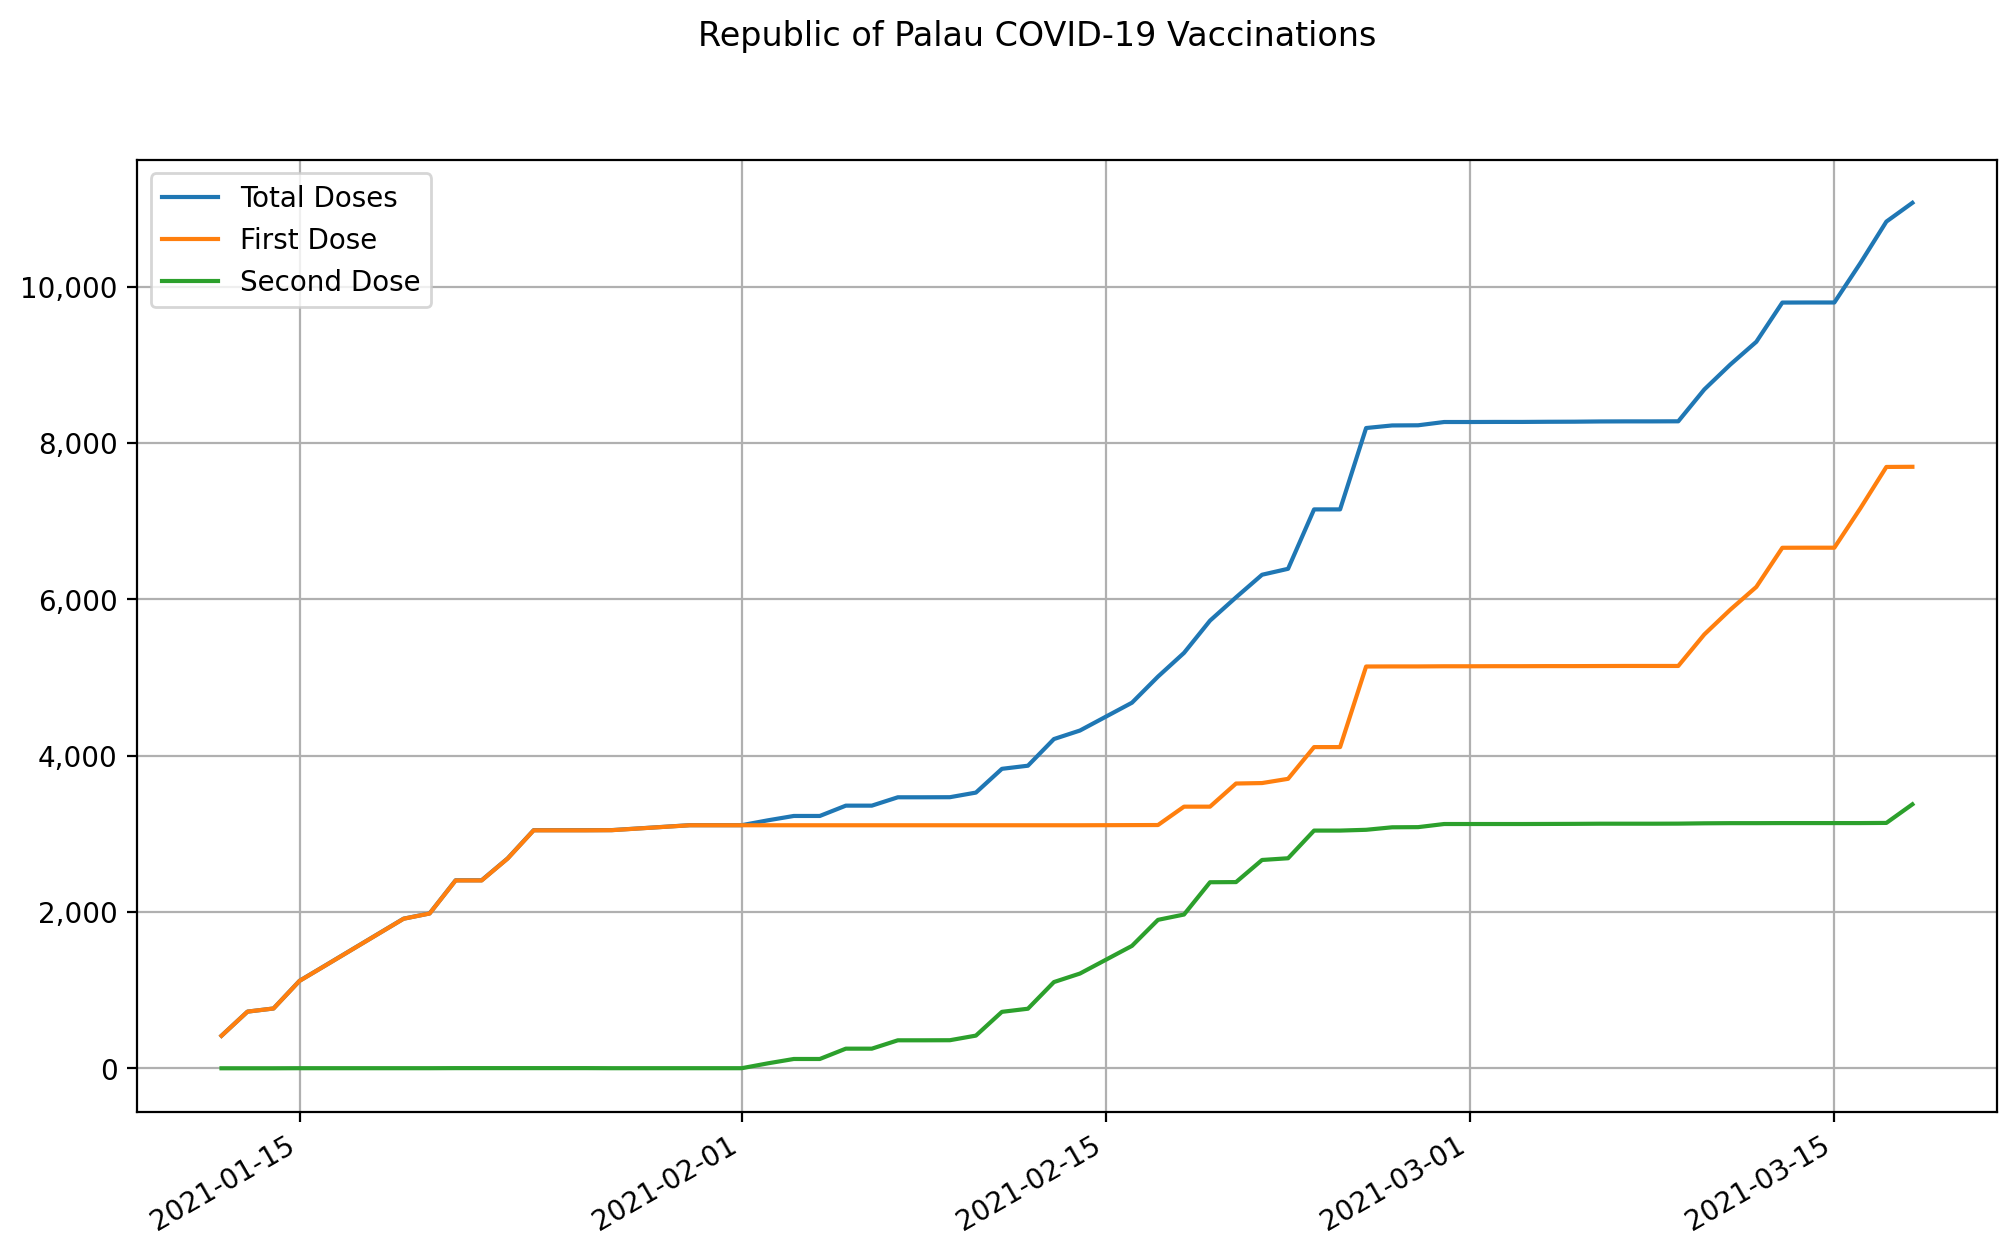 Republic of Palau COVID-19 Vaccinations
Total Doses
First Dose
Second Dose
10,000
8,000
6,000
4,000
2,000
0
2021-01-15
2021-02-01
2021-02-15
2021-03-01
2021-03-15